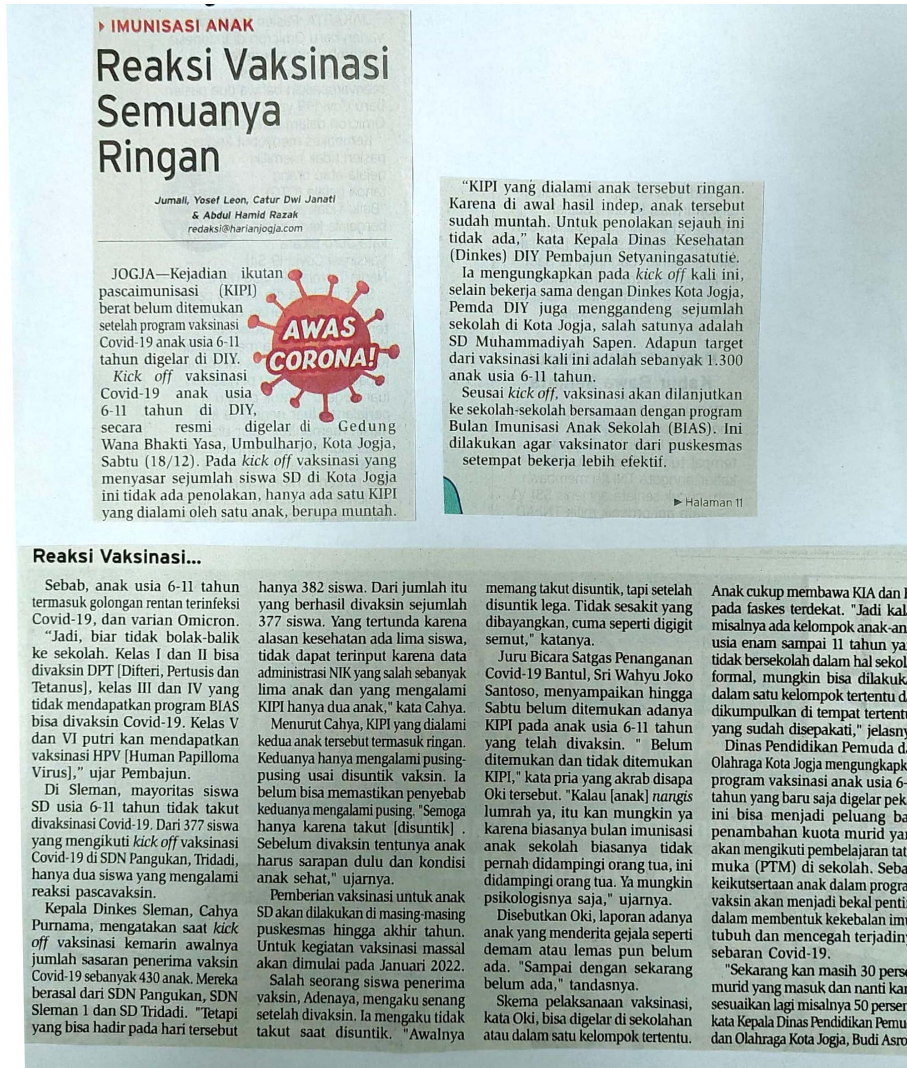 IMUNISASI ANAK
Reaksi Vaksinasi
Semuanya
Ringan
Jumali, Yosef Leon, Catur Dwi Janati
& Abdul Hamid Razak
redaksi@harianjogja.com
JOGJA—Kejadian ikutan
pascaimunisasi (KIPI)
berat belum ditemukan
setelah program vaksinasi
Covid-19 anak usia 6-11
tahun digelar di DIY.
Kick off vaksinasi
Covid-19 anak usia
6-11 tahun di DIY,
secara resmi digelar di Gedung
Wana Bhakti Yasa, Umbulharjo, Kota Jogja,
Sabtu (18/12). Pada kick off vaksinasi yang
menyasar sejumlah siswa SD di Kota Jogja
ini tidak ada penolakan, hanya ada satu KIPI
yang dialami oleh satu anak, berupa muntah.
AWAS
CORONA!
“KIPI yang dialami anak tersebut ringan.
Karena di awal hasil indep, anak tersebut
sudah muntah. Untuk penolakan sejauh ini
tidak ada,” kata Kepala Dinas Kesehatan
(Dinkes) DIY Pembajun Setyaningasatutie.
Ia mengungkapkan pada kick off kali ini,
selain bekerja sama dengan Dinkes Kota Jogja,
Pemda DIY juga menggandeng sejumlah
sekolah di Kota Jogja, salah satunya adalah
SD Muhammadiyah Sapen. Adapun target
dari vaksinasi kali ini adalah sebanyak 1.300
anak usia 6-11 tahun.
Seusai kick off, vaksinasi akan dilanjutkan
ke sekolah-sekolah bersamaan dengan program
Bulan Imunisasi Anak Sekolah (BIAS). Ini
dilakukan agar vaksinator dari puskesmas
setempat bekerja lebih efektif.
Halaman 11
Reaksi Vaksinasi...
Sebab, anak usia 6-11 tahun
termasuk golongan rentan terinfeksi
Covid-19, dan varian Omicron.
“Jadi, biar tidak bolak-balik
ke sekolah. Kelas I dan II bisa
divaksin DPT [Difteri, Pertusis dan
Tetanus], kelas III dan IV yang
tidak mendapatkan program BIAS
bisa divaksin Covid-19. Kelas V
dan VI putri kan mendapatkan
vaksinasi HPV [Human Papilloma
Virus],” ujar Pembajun.
Di Sleman, mayoritas siswa
SD usia 6-11 tahun tidak takut
divaksinasi Covid-19. Dari 377 siswa
yang mengikuti kick off vaksinasi
Covid-19 di SDN Pangukan, Tridadi,
hanya dua siswa yang mengalami
reaksi pascavaksin.
Kepala Dinkes Sleman, Cahya
Purnama, mengatakan saat kick
off vaksinasi kemarin awalnya
jumlah sasaran penerima vaksin
Covid-19 sebanyak 430 anak. Mereka
berasal dari SDN Pangukan, SDN
Sleman 1 dan SD Tridadi. "Tetapi
yang bisa hadir pada hari tersebut
hanya 382 siswa. Dari jumlah itu
yang berhasil divaksin sejumlah
377 siswa. Yang tertunda karena
alasan kesehatan ada lima siswa,
tidak dapat terinput karena data
administrasi NIK yang salah sebanyak
lima anak dan yang mengalami
KIPI hanya dua anak," kata Cahya.
Menurut Cahya, KIPI yang dialami
kedua anak tersebut termasuk ringan.
Keduanya hanya mengalami pusing-
pusing usai disuntik vaksin. Ia
belum bisa memastikan penyebab
keduanya mengalami pusing. "Semoga
hanya karena takut [disuntik] .
Sebelum divaksin tentunya anak
harus sarapan dulu dan kondisi
anak sehat," ujarnya.
Pemberian vaksinasi untuk anak
SD akan dilakukan di masing-masing
puskesmas hingga akhir tahun.
Untuk kegiatan vaksinasi massal
akan dimulai pada Januari 2022.
Salah seorang siswa penerima
vaksin, Adenaya, mengaku senang
setelah divaksin. Ia mengaku tidak
takut saat disuntik. "Awalnya
memang takut disuntik, tapi setelah
disuntik lega. Tidak sesakit yang
dibayangkan, cuma seperti digigit
semut," katanya.
Juru Bicara Satgas Penanganan
Covid-19 Bantul, Sri Wahyu Joko
Santoso, menyampaikan hingga
Sabtu belum ditemukan adanya
KIPI pada anak usia 6-11 tahun
yang telah divaksin. " Belum
ditemukan dan tidak ditemukan
KIPI," kata pria yang akrab disapa
Oki tersebut. "Kalau [anak] nangis
lumrah ya, itu kan mungkin ya
karena biasanya bulan imunisasi
anak sekolah biasanya tidak
pernah didampingi orang tua, ini
didampingi orang tua. Ya mungkin
psikologisnya saja," ujarnya.
Disebutkan Oki, laporan adanya
anak yang menderita gejala seperti
demam atau lemas pun belum
ada. "Sampai dengan sekarang
belum ada," tandasnya.
Skema pelaksanaan vaksinasi,
kata Oki, bisa digelar di sekolahan
atau dalam satu kelompok tertentu.
Anak cukup membawa KIA dan
pada faskes terdekat. "Jadi
misalnya ada kelompok
usia enam sampai 11 tahun
tidak bersekolah dalam hal
formal, mungkin bisa
dalam satu kelompok tertentu
dikumpulkan di tempat
yang sudah disepakati,"
Dinas Pendidikan Pemuda
Olahraga Kota Jogja
program vaksinasi anak usia
tahun yang baru saja digelar
ini bisa menjadi peluang
penambahan kuota murid
akan mengikuti pembelajaran
muka (PTM) di sekolah.
keikutsertaan anak dalam
vaksin akan menjadi bekal
dalam membentuk kekebalan
tubuh dan mencegah
sebaran Covid-19.
"Sekarang kan masih 30
murid yang masuk dan nanti
sesuaikan lagi misalnya 50
kata Kepala Dinas Pendidikan
dan Olahraga Kota Jogja, Budi